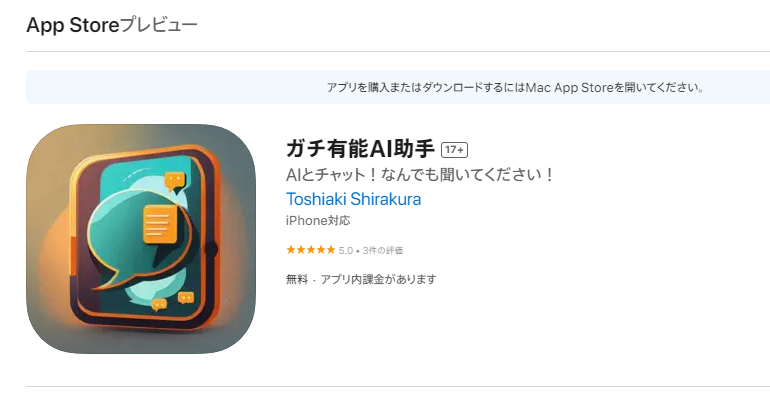 App Storeプレビュー
アプリを購入またはダウンロードするにはMac App Storeを開いてください。
ガチ有能AI助手 17+
AIとチャット！なんでも聞いてください！
Toshiaki Shirakura
iPhone対応
★★★★★ 5.0 • 3件の評価
無料 · アプリ内課金があります